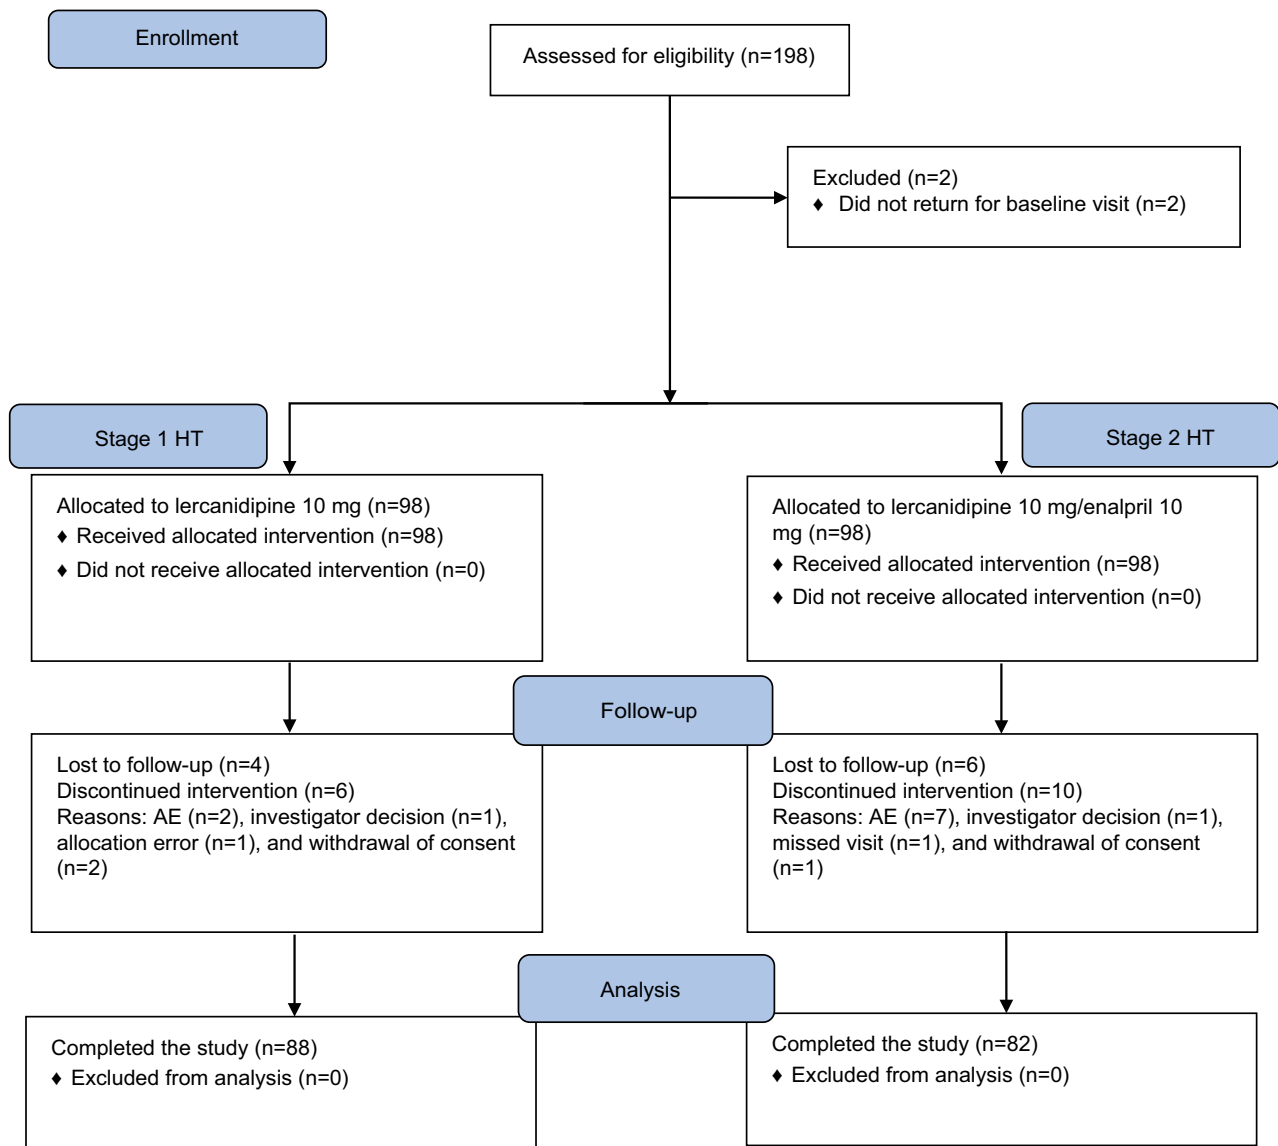 Enrollment
Assessed for eligibility (n=198)
Excluded (n=2)
♦ Did not return for baseline visit (n=2)
Stage 1 HT
Stage 2 HT
Allocated to lercanidipine 10 mg (n=98)
♦ Received allocated intervention (n=98)
♦ Did not receive allocated intervention (n=0)
Allocated to lercanidipine 10 mg/enalpril 10
mg (n=98)
♦ Received allocated intervention (n=98)
♦ Did not receive allocated intervention (n=0)
Follow-up
Lost to follow-up (n=4)
Discontinued intervention (n=6)
Reasons: AE (n=2), investigator decision (n=1),
allocation error (n=1), and withdrawal of consent
(n=2)
Lost to follow-up (n=6)
Discontinued intervention (n=10)
Reasons: AE (n=7), investigator decision (n=1),
missed visit (n=1), and withdrawal of consent
(n=1)
Analysis
Completed the study (n=88)
♦ Excluded from analysis (n=0)
Completed the study (n=82)
♦ Excluded from analysis (n=0)